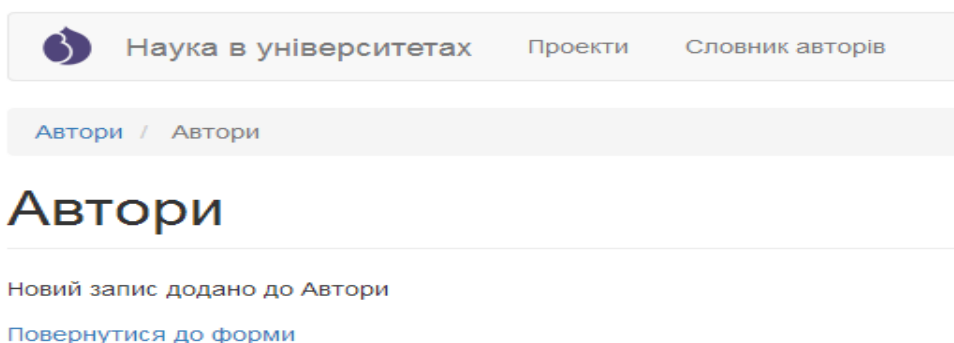 Наука в університетах Проекти Словник авторів
Автори / Автори
Автори
Новий запис додано до Автори
Повернутися до форми